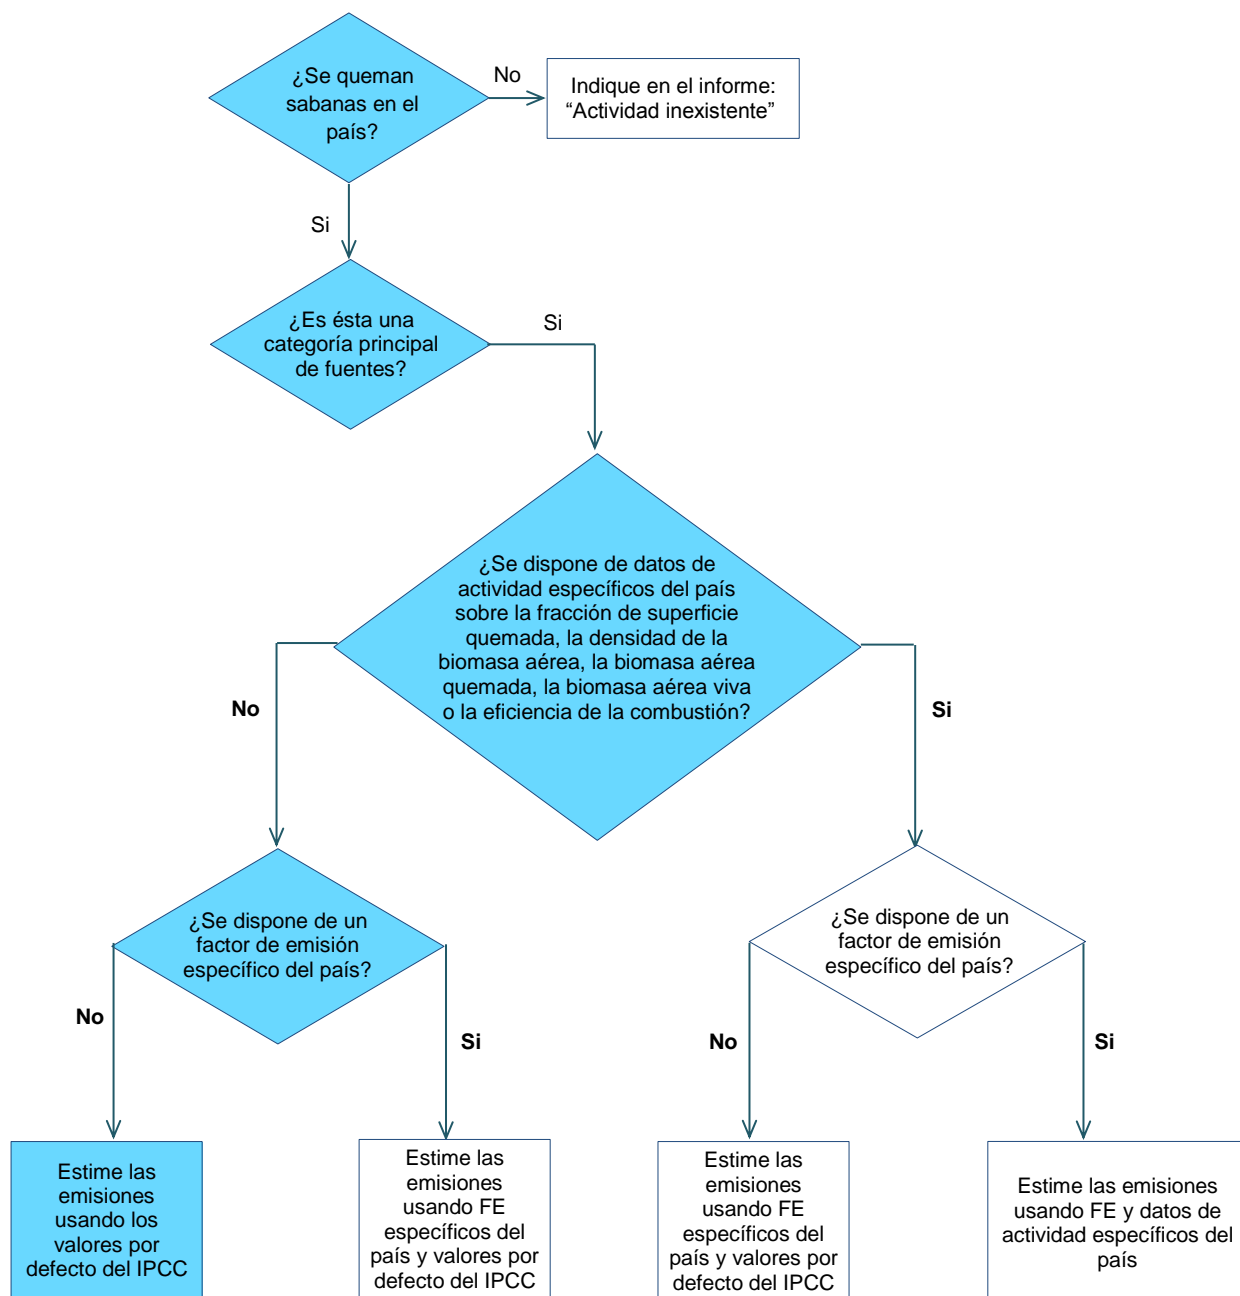 ¿Se queman
sabanas en el
país?
No
Indique en el informe:
“Actividad inexistente”
Si
¿Es ésta una
categoría principal
de fuentes?
Si
¿Se dispone de datos de
actividad específicos del país
sobre la fracción de superficie
quemada, la densidad de la
biomasa aérea, la biomasa aérea
quemada, la biomasa aérea viva
o la eficiencia de la combustión?
No
Si
¿Se dispone de un
factor de emisión
específico del país?
¿Se dispone de un
factor de emisión
específico del país?
No
Si
No
Si
Estime las
emisiones
usando los
valores por
defecto del IPCC
Estime las
emisiones
usando FE
específicos del
país y valores por
defecto del IPCC
Estime las
emisiones
usando FE
específicos del
país y valores por
defecto del IPCC
Estime las emisiones
usando FE y datos de
actividad específicos del
país